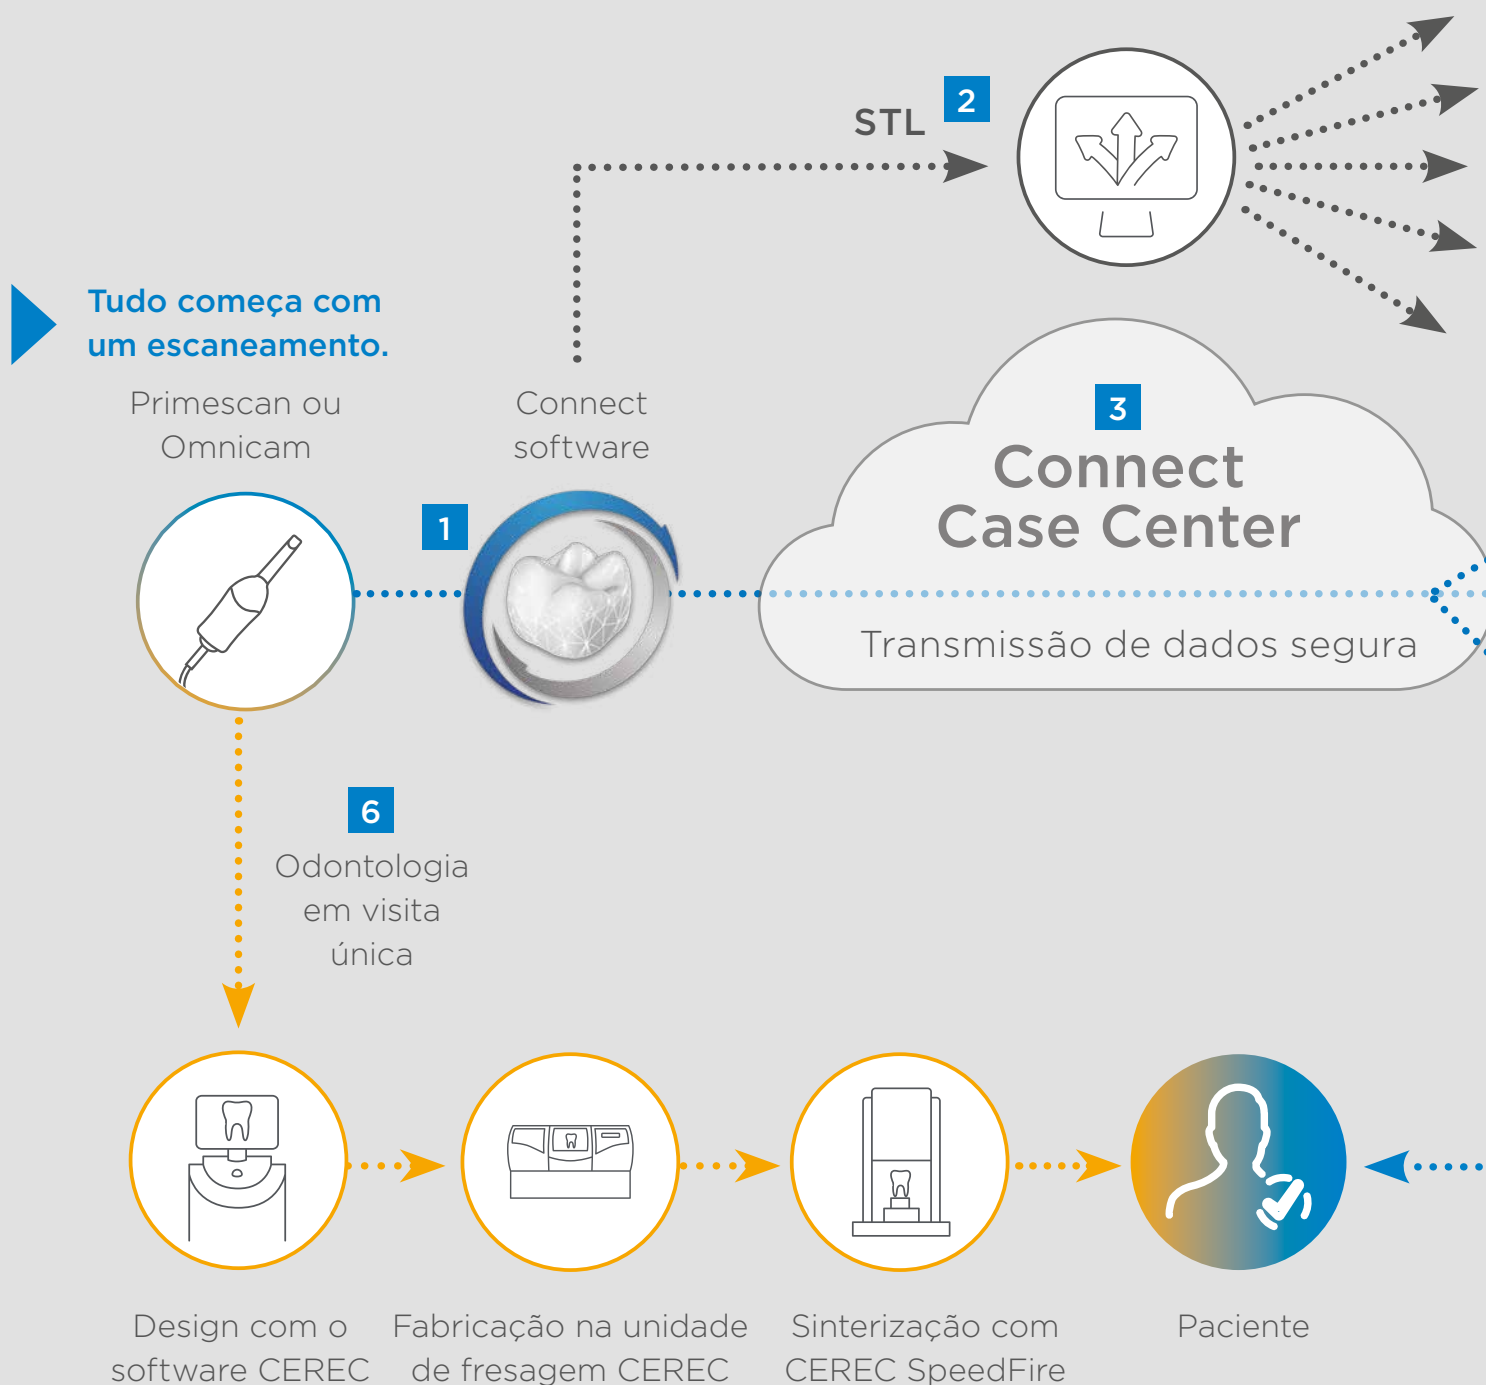 STL
2
Tudo começa com
um escaneamento.
Primescan ou
Omnicam
Connect
software
1
3
Connect
Case Center
Transmissão de dados segura
6
Odontologia
em visita
única
Design com o
software CEREC
Fabricação na unidade
de fresagem CEREC
Sinterização com
CEREC SpeedFire
Paciente